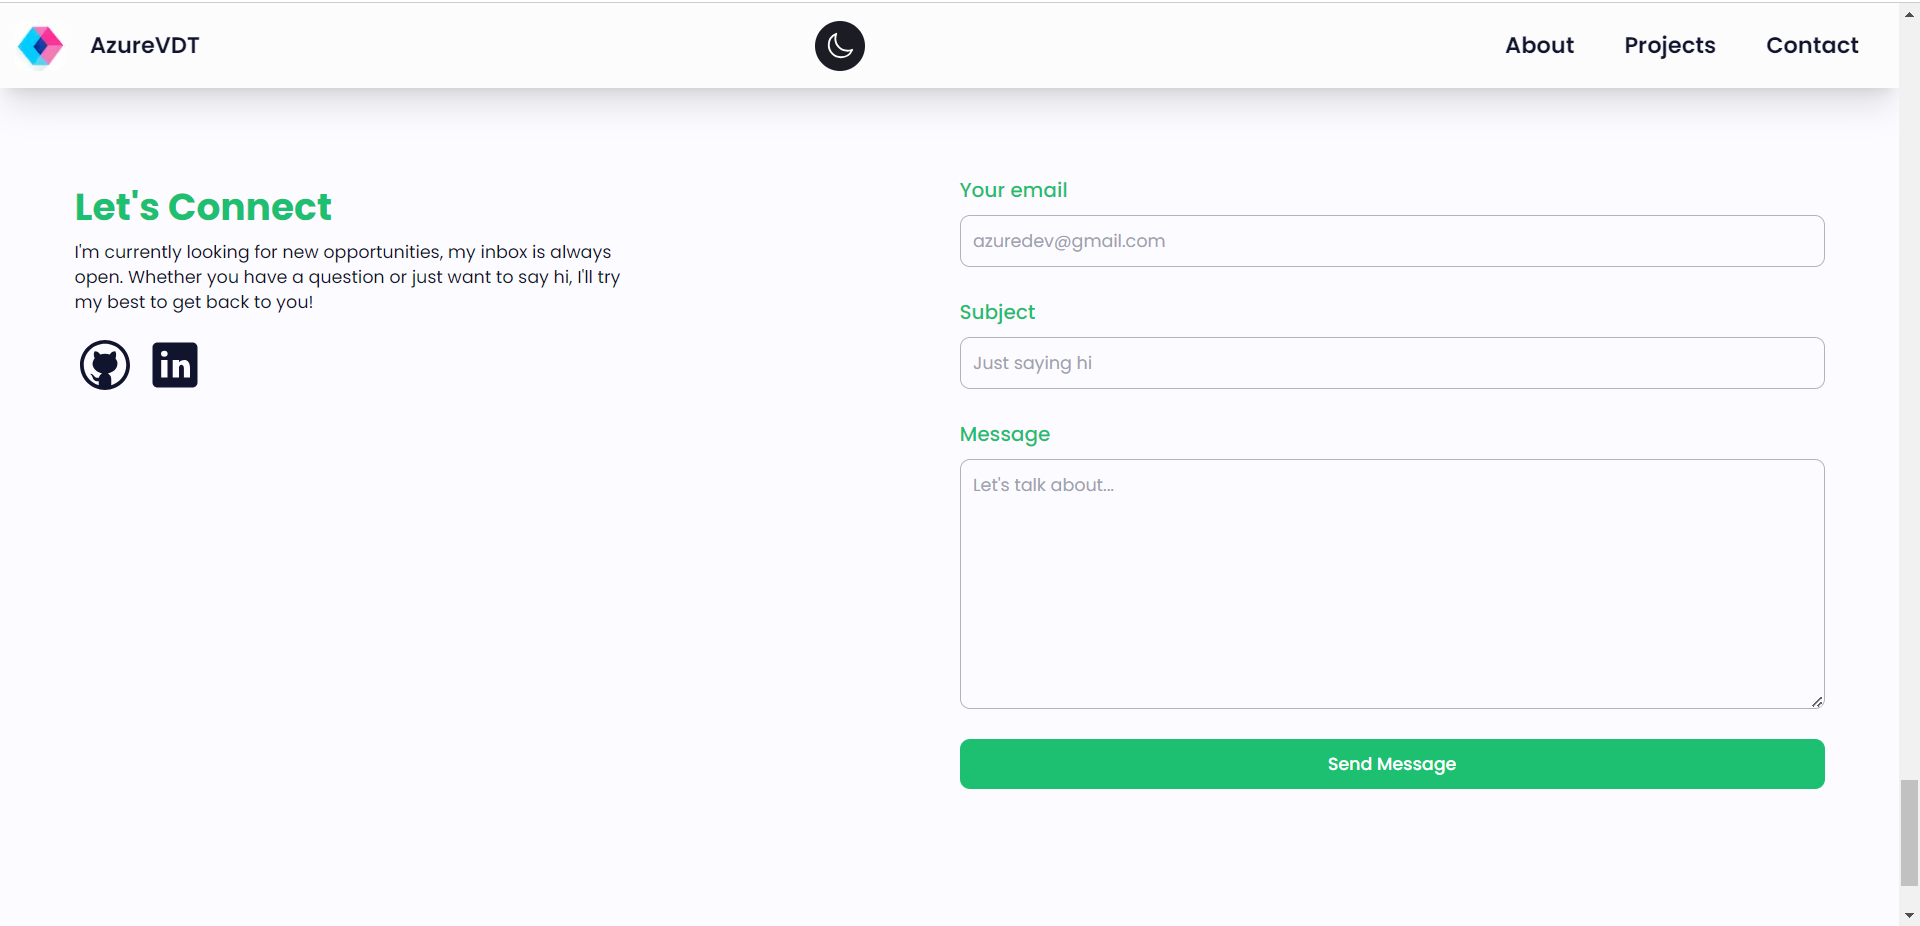 AzureVDT
About
Projects
Contact
Let's Connect
I'm currently looking for new opportunities, my inbox is always
open. Whether you have a question or just want to say hi, I'll try
my best to get back to you!
in
Your email
azuredev@gmail.com
Subject
Just saying hi
Message
Let's talk about...
Send Message